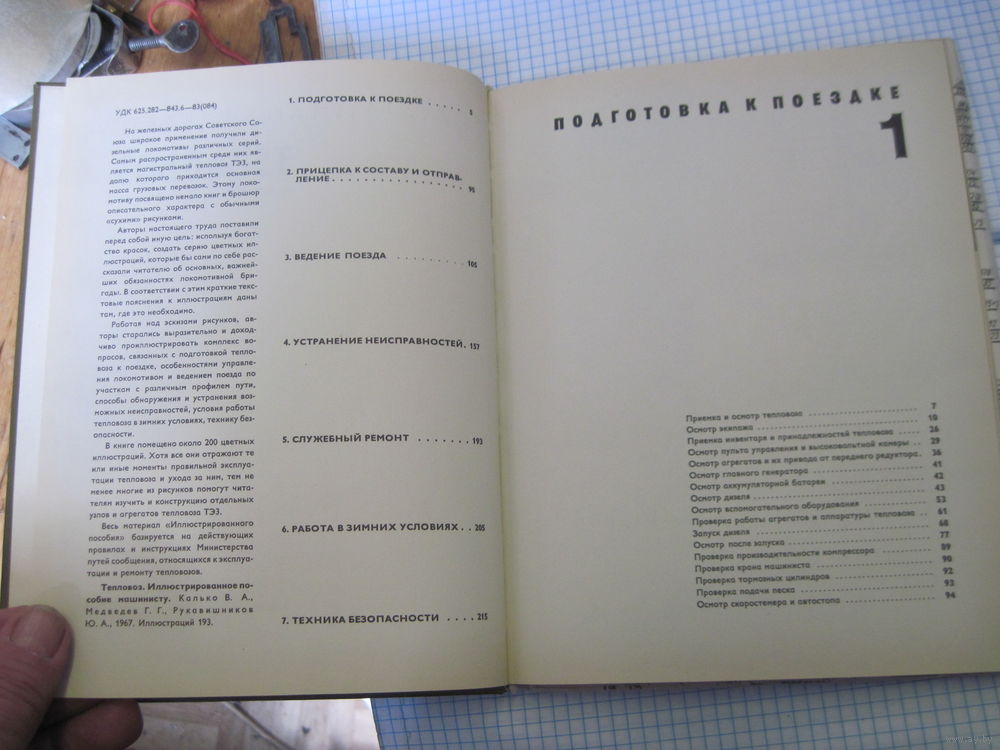 УДК 625.282—843.6—83(084)
На железных дорогах Советского Со-
юза широкое применение получили ди-
зельные локомотивы различных серий.
Самым распространенным среди них яв-
ляется магистральный тепловоз ТЭЗ, на
долю которого приходится основная
масса грузовых перевозок. Этому локо-
мотиву посвящено немало книг и брошюр
описательного характера с обычными
«сухими» рисунками.
Авторы настоящего труда поставили
перед собой иную цель: используя богат-
ство красок, создать серию цветных ил-
люстраций, которые бы сами по себе рас-
сказали читателю об основных, важней-
ших обязанностях локомотивной бри-
гады. В соответствии с этим краткие текс-
товые пояснения к иллюстрациям даны
там, где это необходимо.
Работая над эскизами рисунков, ав-
торы старались выразительно и доход-
чиво проиллюстрировать комплекс во-
просов, связанных с подготовкой тепло-
воза к поездке, особенностями управле-
ния локомотивом и ведением поезда по
участкам с различным профилем пути,
способы обнаружения и устранения воз-
можных неисправностей, условия работы
тепловоза в зимних условиях, технику без-
опасности.
В книге помещено около 200 цветных
иллюстраций. Хотя все они отражают те
или иные моменты правильной эксплуа-
тации тепловоза и ухода за ним, тем не
менее многие из рисунков помогут чита-
телям изучить и конструкцию отдельных
узлов и агрегатов тепловоза ТЭЗ.
Весь материал «Иллюстрированного
пособия» базируется на действующих
правилах и инструкциях Министерства
путей сообщения, относящихся к эксплуа-
тации и ремонту тепловозов.
Тепловоз. Иллюстрированное по-
собие машинисту. Калько В. А.,
Медведев Г. Г., Рукавишников
Ю. А., 1967. Иллюстраций 193.
1. ПОДГОТОВКА К ПОЕЗДКЕ . . . . . 5
2. ПРИЦЕПКА К СОСТАВУ И ОТПРАВ-
ЛЕНИЕ . . . . . . . . . . . . . . . . . 95
3. ВЕДЕНИЕ ПОЕЗДА . . . . . . . . . 105
4. УСТРАНЕНИЕ НЕИСПРАВНОСТЕЙ. 157
5. СЛУЖЕБНЫЙ РЕМОНТ . . . . . . . 193
6. РАБОТА В ЗИМНИХ УСЛОВИЯХ . . 205
7. ТЕХНИКА БЕЗОПАСНОСТИ . . . . 215
ПОДГОТОВКА К ПОЕЗДКЕ
1
Приемка и осмотр тепловоза 7
Осмотр экипажа 10
Приемка инвентаря и принадлежностей тепловоза 26
Осмотр пульта управления и высоковольтной камеры 29
Осмотр агрегатов и их привода от переднего редуктора 36
Осмотр главного генератора 41
Осмотр аккумуляторной батареи 42
Осмотр дизеля 43
Осмотр вспомогательного оборудования 53
Проверка работы агрегатов и аппаратуры тепловоза 61
Запуск дизеля 68
Осмотр после запуска 77
Проверка производительности компрессора 89
Проверка крана машиниста 90
Проверка тормозных цилиндров 92
Проверка подачи песка 93
Осмотр скоростемера и автостопа 94
www.ay.by